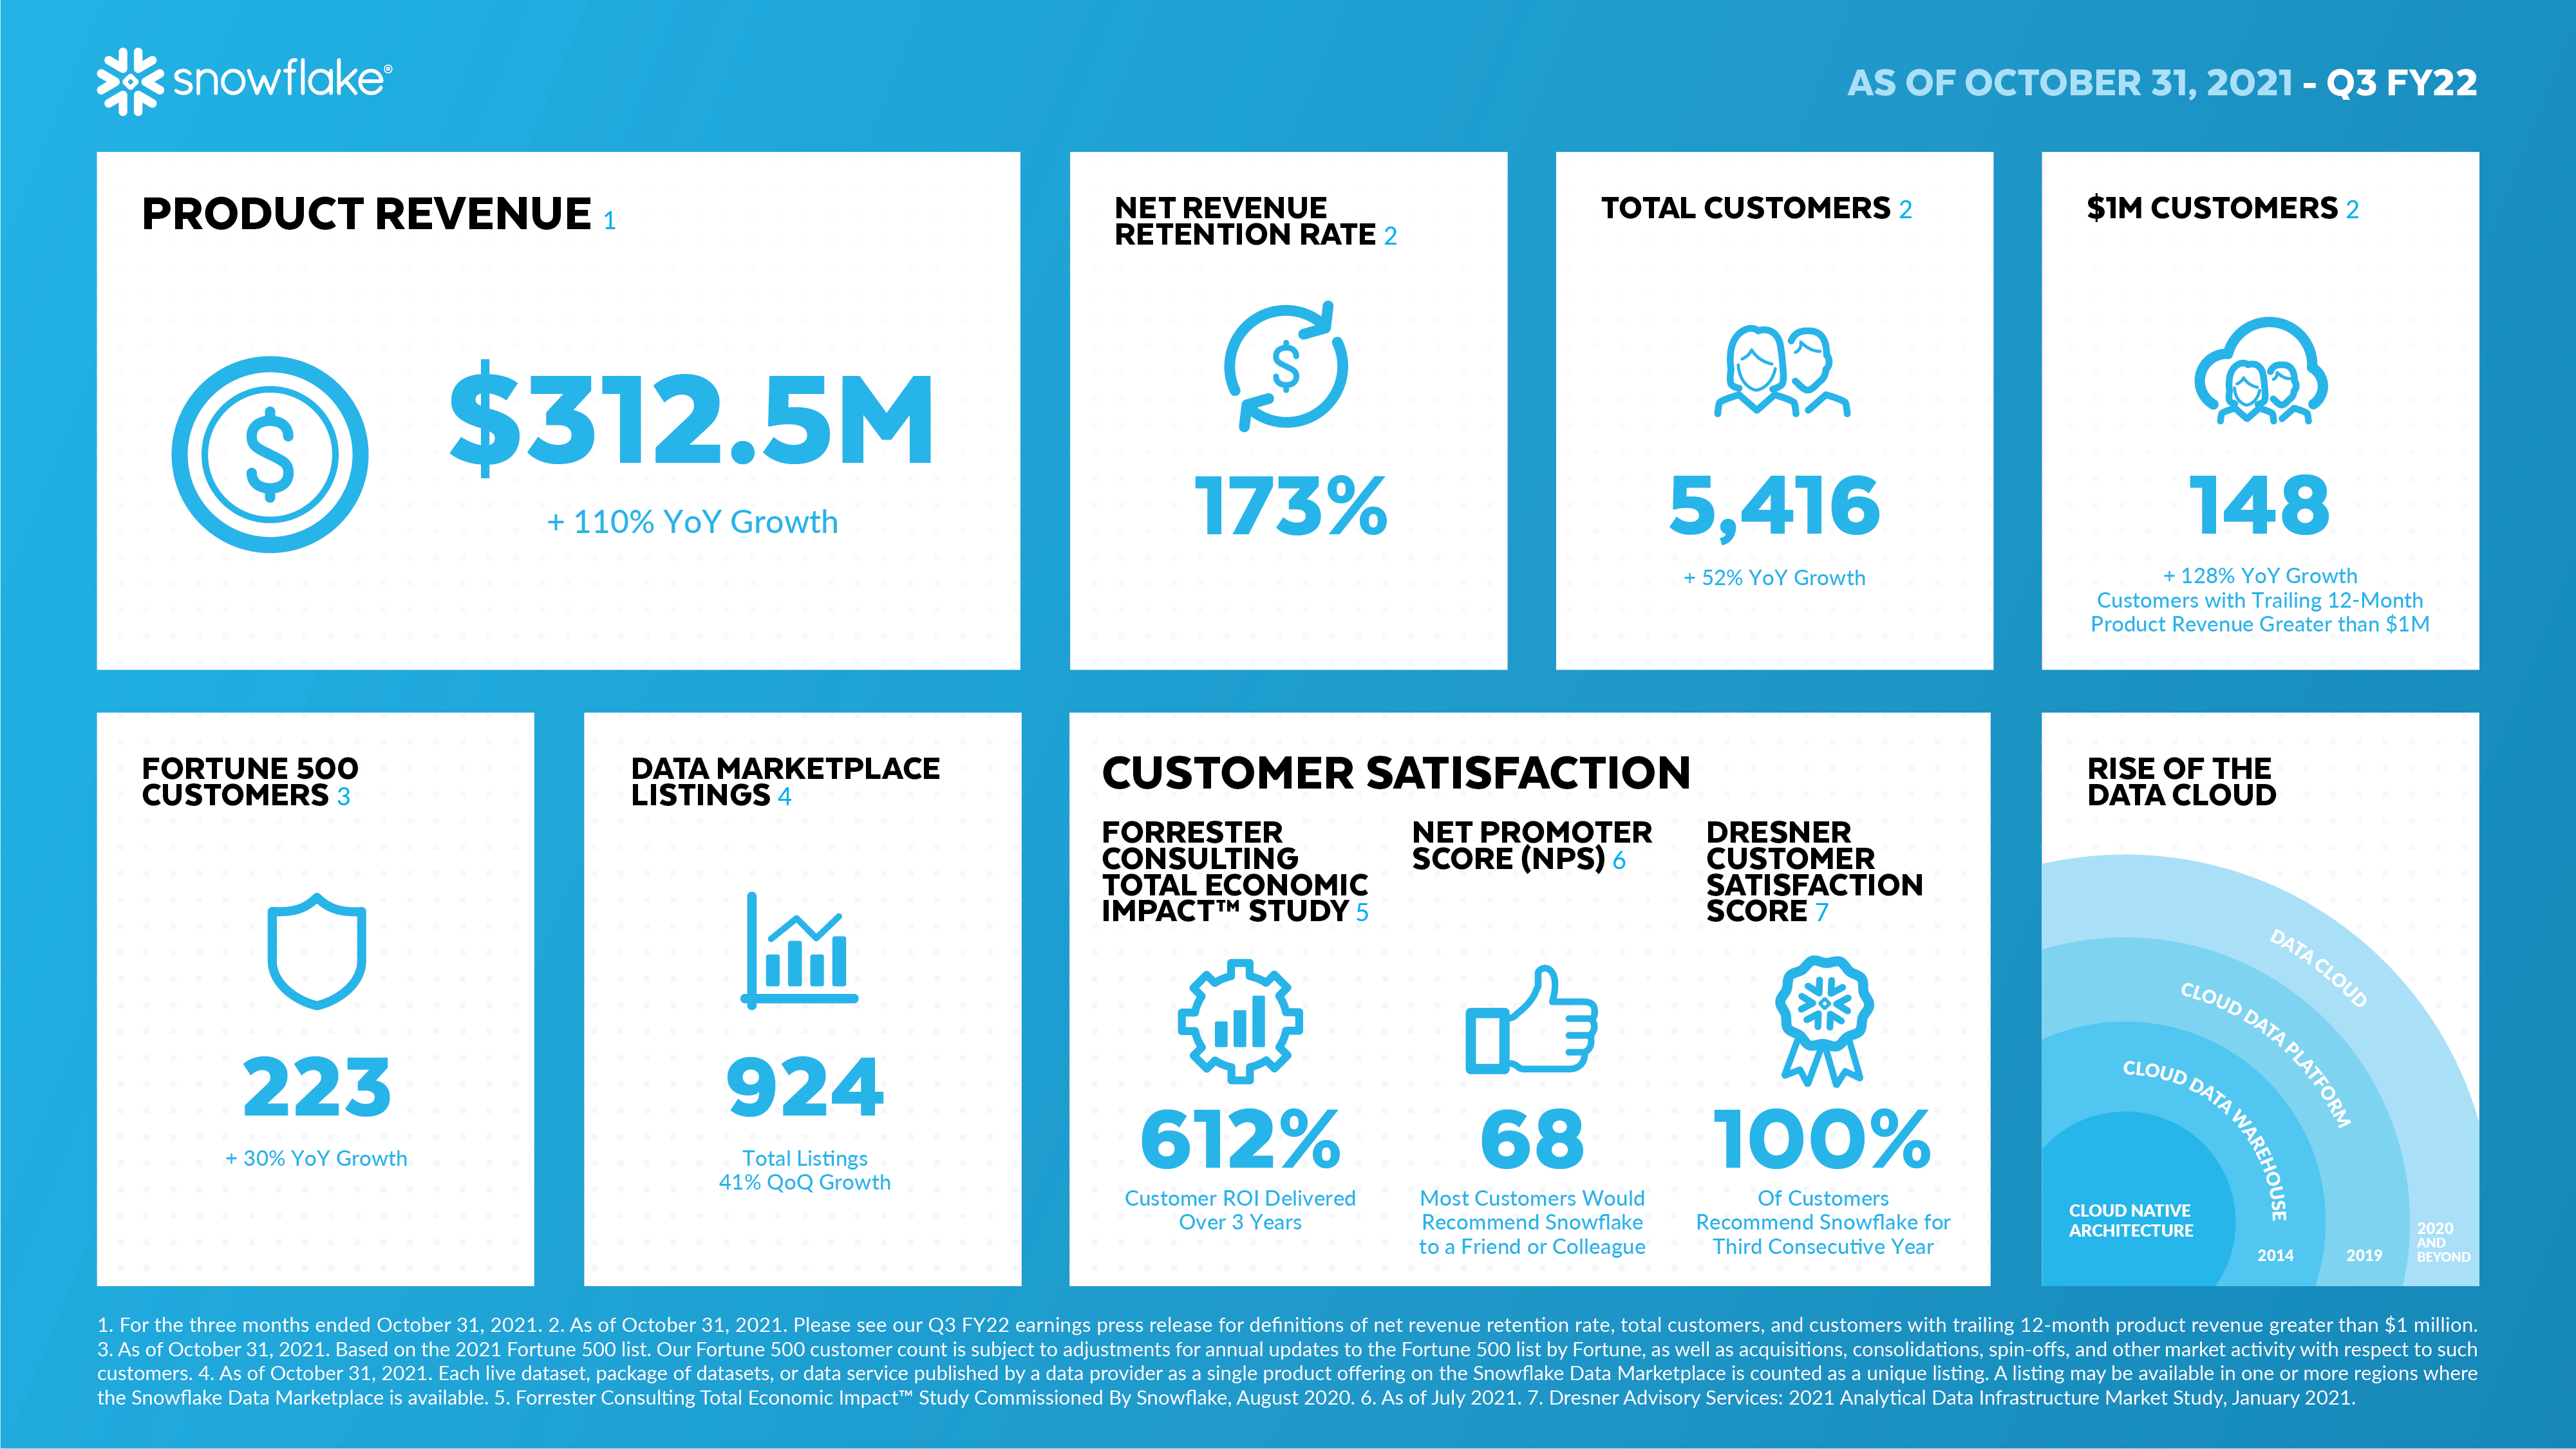 snowflake®
AS OF OCTOBER 31, 2021 - Q3 FY22
PRODUCT REVENUE 1
$312.5M
+ 110% YoY Growth
NET REVENUE
RETENTION RATE 2
173%
TOTAL CUSTOMERS 2
5,416
+ 52% YoY Growth
$1M CUSTOMERS 2
148
+ 128% YoY Growth
Customers with Trailing 12-Month
Product Revenue Greater than $1M
FORTUNE 500
CUSTOMERS 3
223
+ 30% YoY Growth
DATA MARKETPLACE
LISTINGS 4
924
Total Listings
41% QoQ Growth
CUSTOMER SATISFACTION
FORRESTER
CONSULTING
TOTAL ECONOMIC
IMPACT™ STUDY 5
612%
Customer ROI Delivered
Over 3 Years
NET PROMOTER
SCORE (NPS) 6
68
Most Customers Would
Recommend Snowflake
to a Friend or Colleague
DRESNER
CUSTOMER
SATISFACTION
SCORE 7
100%
Of Customers
Recommend Snowflake for
Third Consecutive Year
RISE OF THE
DATA CLOUD
DATA CLOUD
CLOUD DATA PLATFORM
CLOUD DATA WAREHOUSE
CLOUD NATIVE
ARCHITECTURE
2014
2019
2020
AND
BEYOND
1. For the three months ended October 31, 2021. 2. As of October 31, 2021. Please see our Q3 FY22 earnings press release for definitions of net revenue retention rate, total customers, and customers with trailing 12-month product revenue greater than $1 million.
3. As of October 31, 2021. Based on the 2021 Fortune 500 list. Our Fortune 500 customer count is subject to adjustments for annual updates to the Fortune 500 list by Fortune, as well as acquisitions, consolidations, spin-offs, and other market activity with respect to such
customers. 4. As of October 31, 2021. Each live dataset, package of datasets, or data service published by a data provider as a single product offering on the Snowflake Data Marketplace is counted as a unique listing. A listing may be available in one or more regions where
the Snowflake Data Marketplace is available. 5. Forrester Consulting Total Economic Impact™ Study Commissioned By Snowflake, August 2020. 6. As of July 2021. 7. Dresner Advisory Services: 2021 Analytical Data Infrastructure Market Study, January 2021.